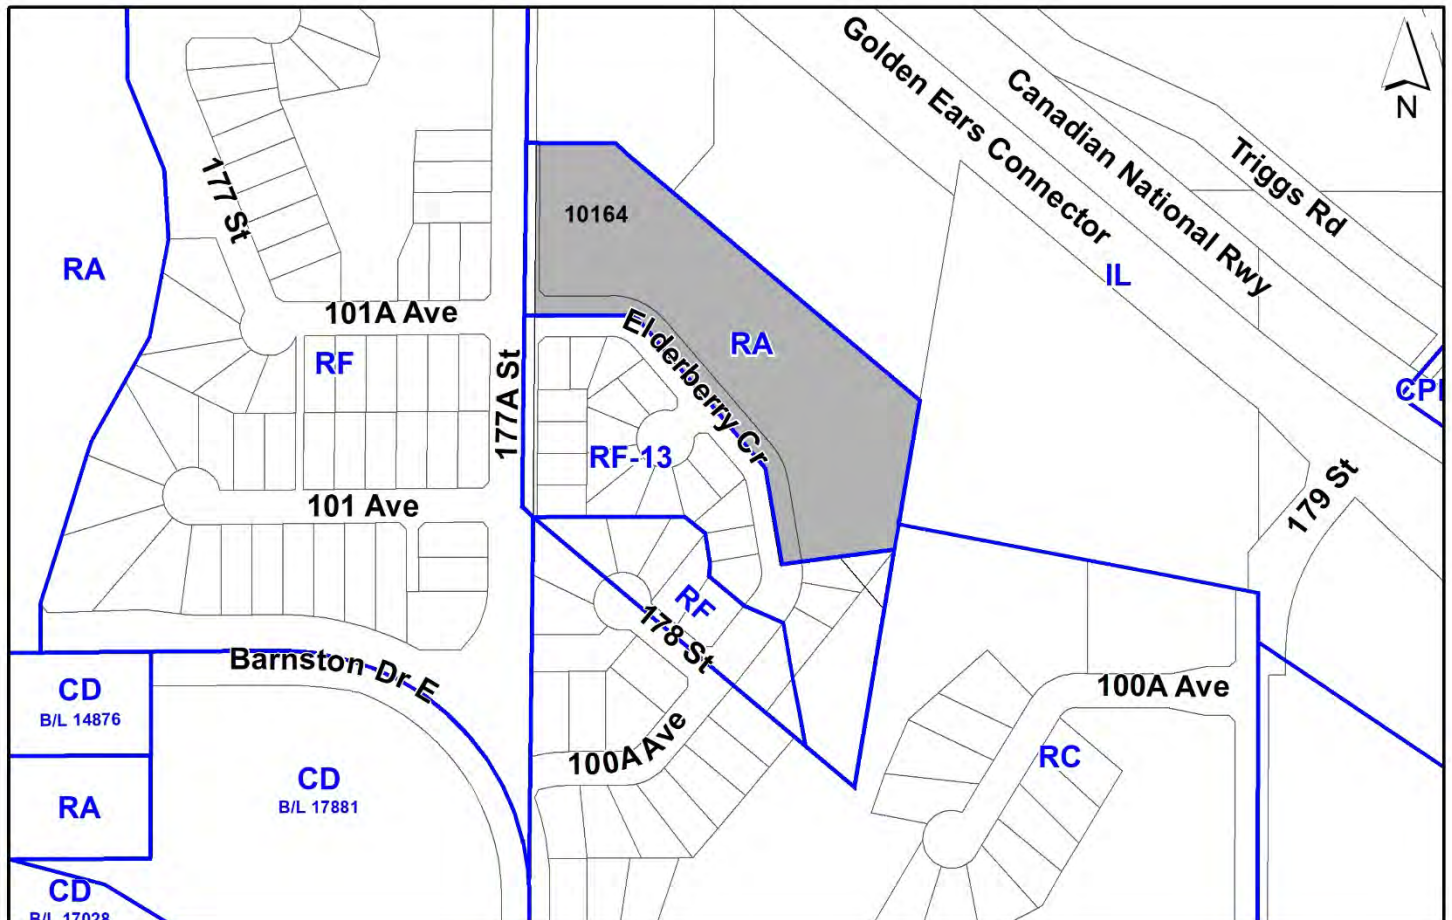 Golden Ears Connector
Canadian National Rwy
Triggs Rd
N
177 St
10164
RA
IL
101A Ave
Elderberry Cr
RA
RF
177A St
RF-13
179 St
101 Ave
RF
178 St
Barnston Dr E
CD
B/L 14876
100A Ave
100A Ave
RC
CD
B/L 17881
RA
CD
B/L 17028